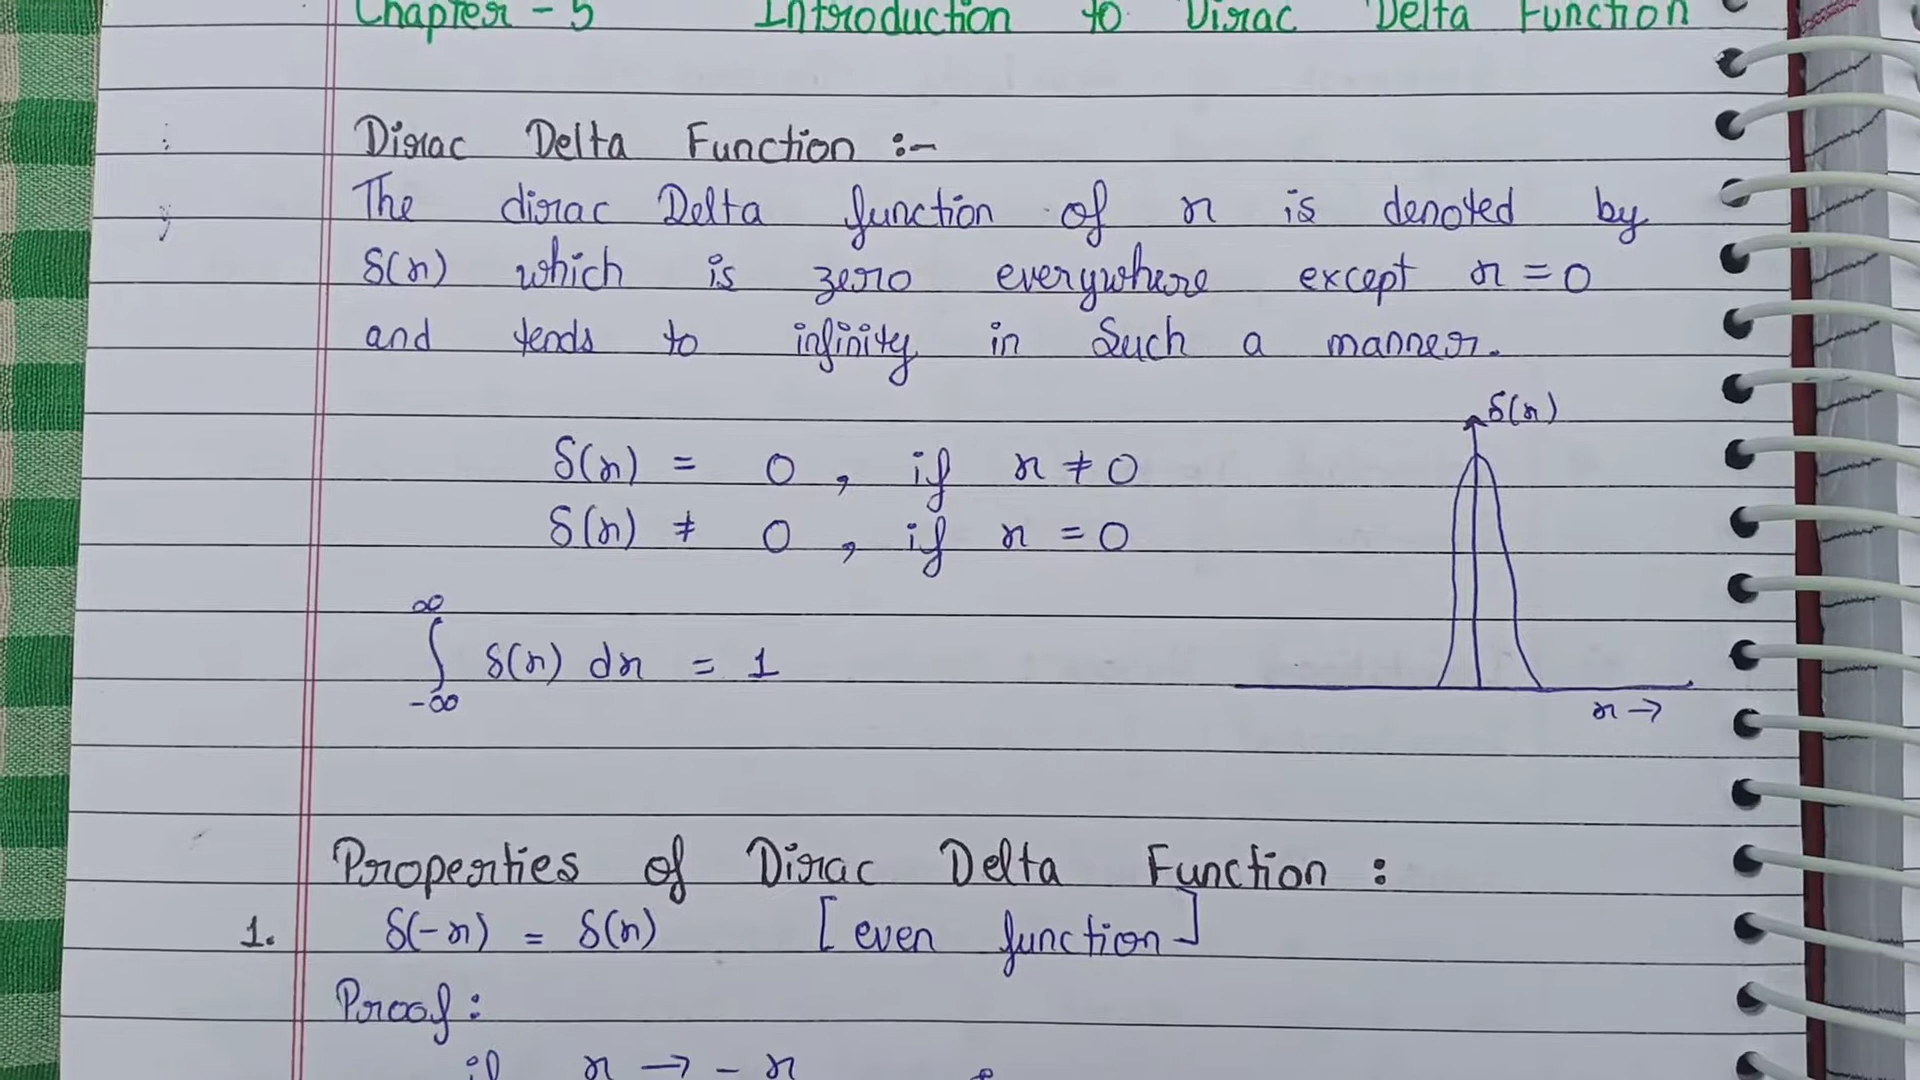 Chapter - 5 Introduction to Dirac Delta Function
Dirac Delta Function :-
The dirac Delta function of x is denoted by
δ(x) which is zero everywhere except x = 0
and tends to infinity in Such a manner.
δ(x)
δ(x) = 0 , if x ≠ 0
δ(x) ≠ 0 , if x = 0
∞
∫ δ(x) dx = 1
-∞
x →
Properties of Dirac Delta Function :
1. δ(-x) = δ(x) [even function]
Proof :
if x → - x